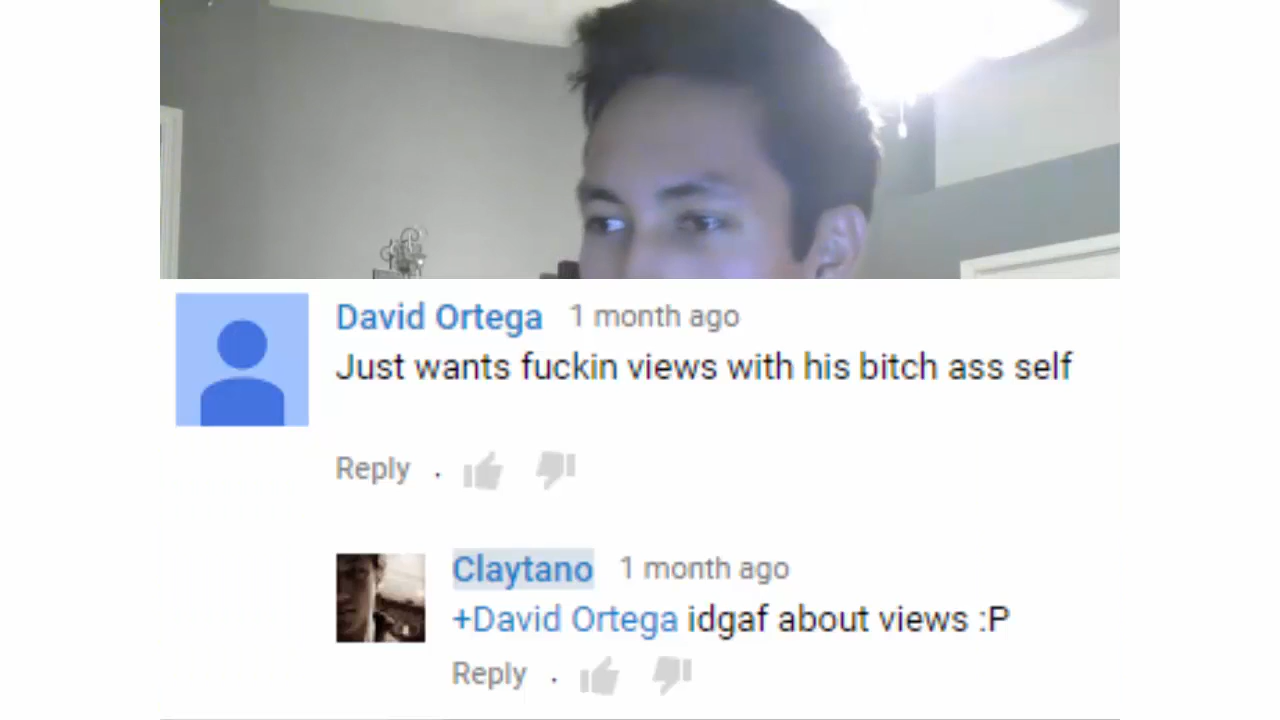 David Ortega 1 month ago
Just wants fuckin views with his bitch ass self
Reply .
Claytano 1 month ago
+David Ortega idgaf about views :P
Reply .